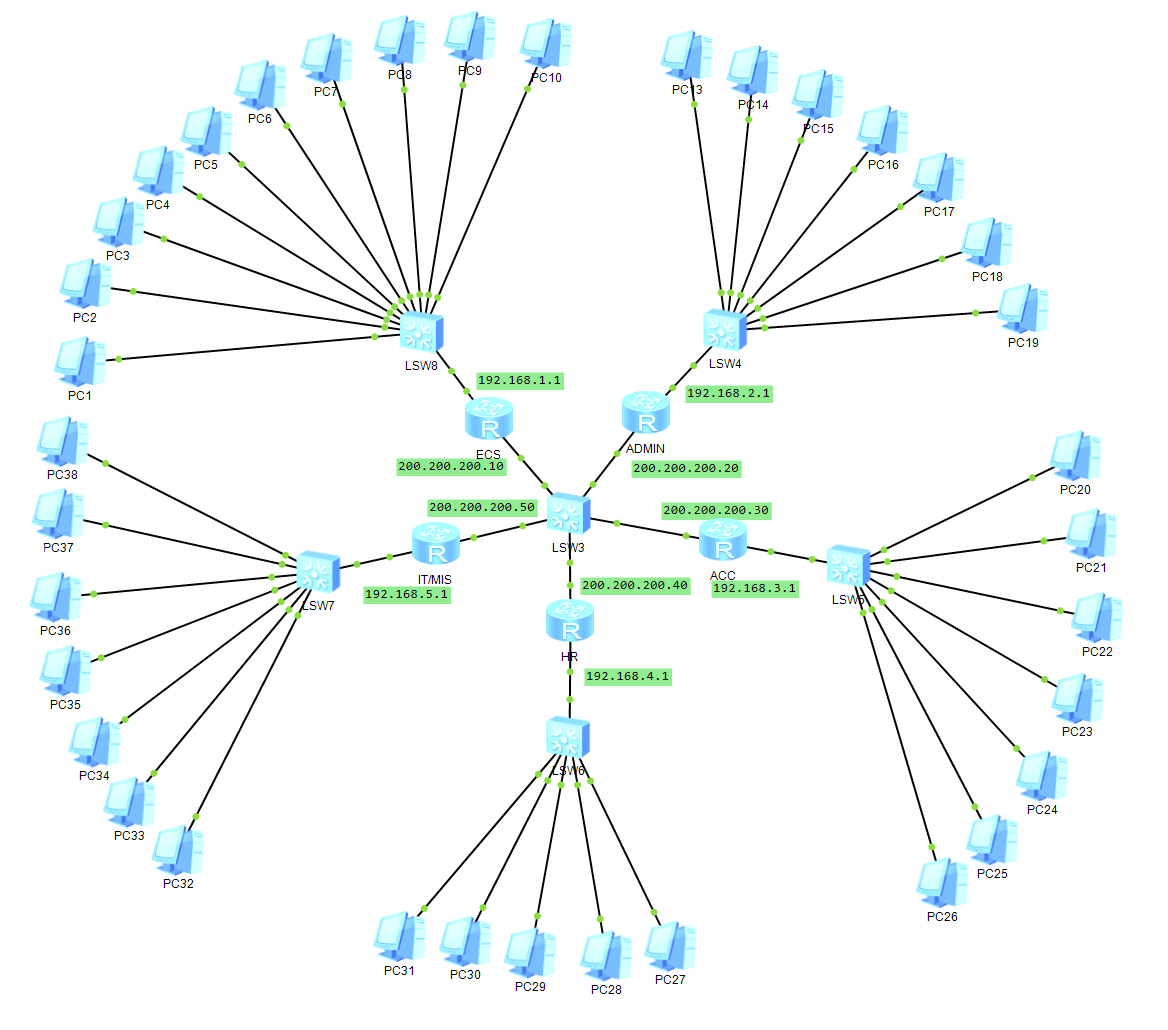 PC13
PC14
PC15
PC16
PC17
PC18
PC19
PC10
PC9
PC8
PC7
PC6
PC5
PC4
PC3
PC2
PC1
LSW8
LSW4
192.168.1.1
192.168.2.1
R
ECS
R
ADMIN
200.200.200.10
200.200.200.20
200.200.200.50
200.200.200.30
LSW3
R
IT/MIS
R
ACC
192.168.5.1
192.168.3.1
200.200.200.40
LSW7
LSW5
R
HR
192.168.4.1
LSW6
PC38
PC37
PC36
PC35
PC34
PC33
PC32
PC20
PC21
PC22
PC23
PC24
PC25
PC26
PC31
PC30
PC29
PC28
PC27